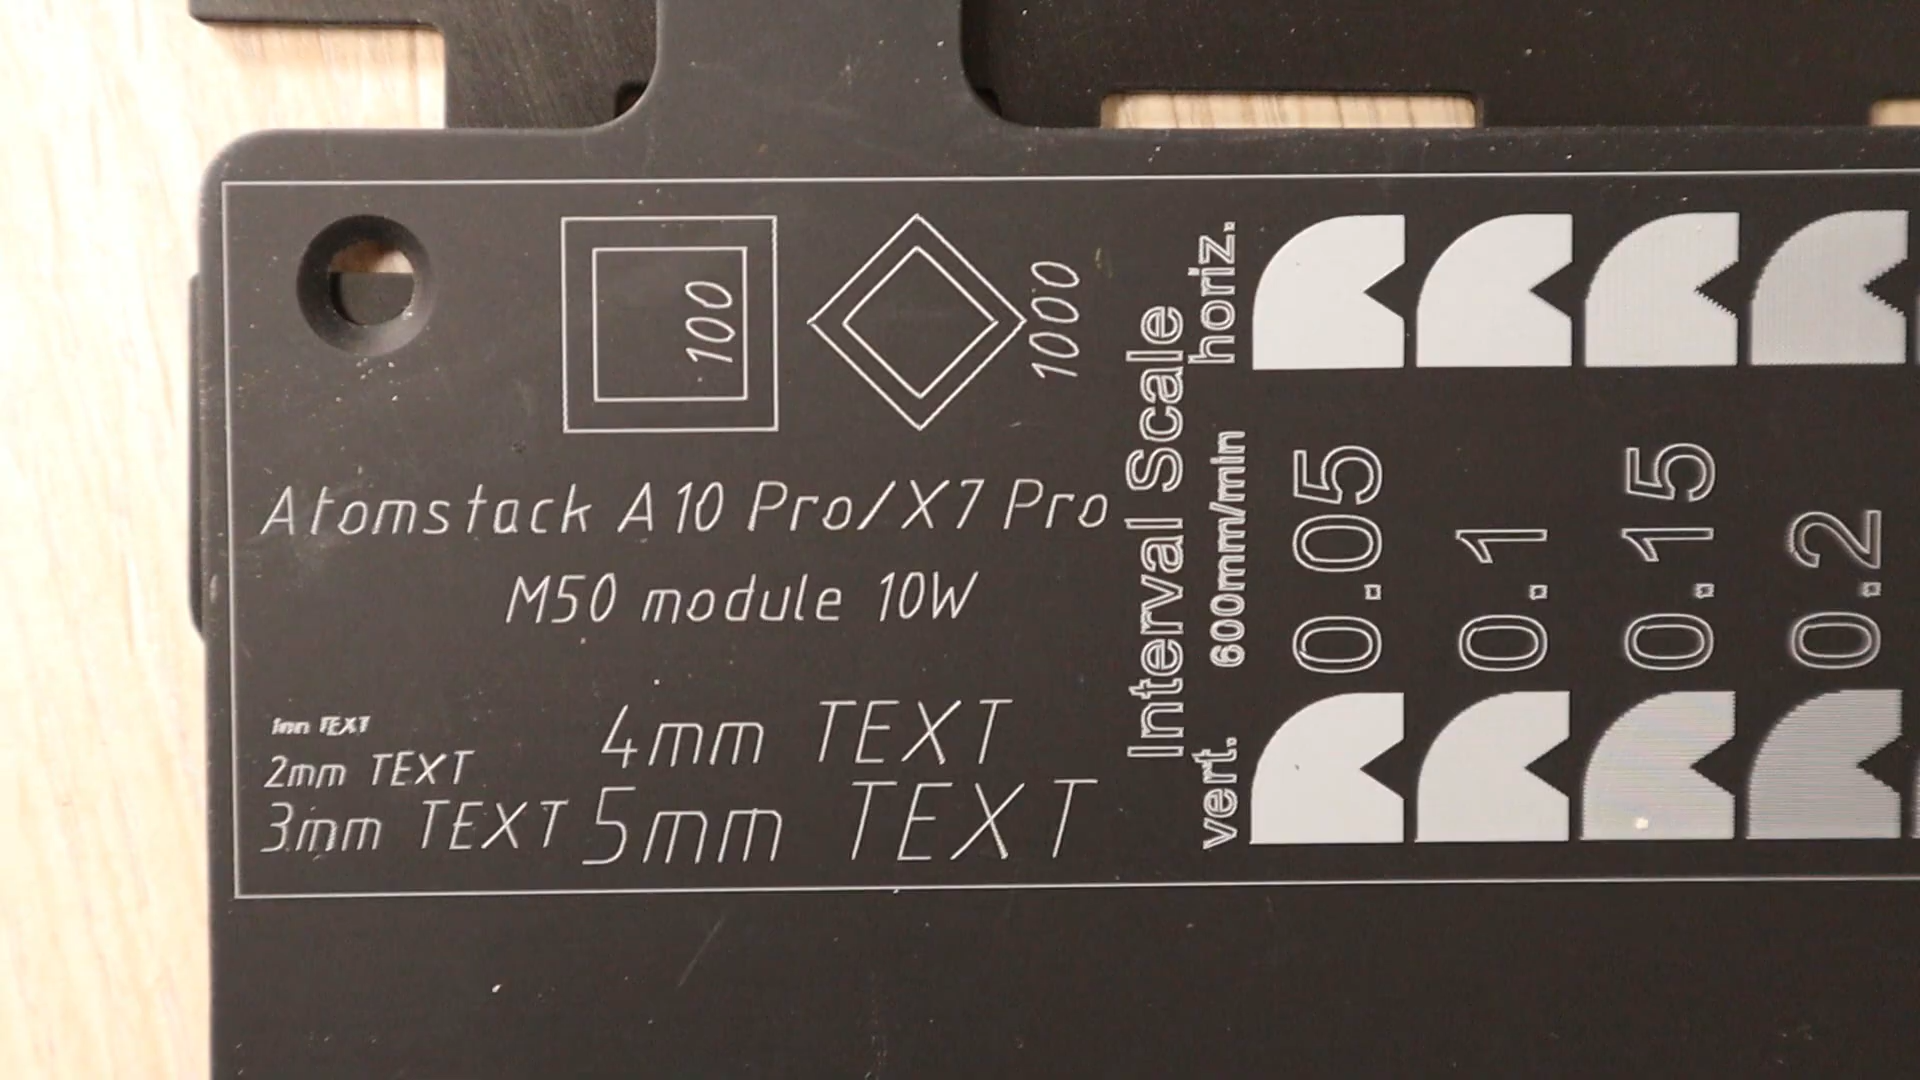 100
1000
Atomstack A10 Pro/X7 Pro
M50 module 10W
1mm TEXT
2mm TEXT
3mm TEXT
4mm TEXT
5mm TEXT
Interval Scale
vert. 600mm/min horiz.
0.05
0.1
0.15
0.2